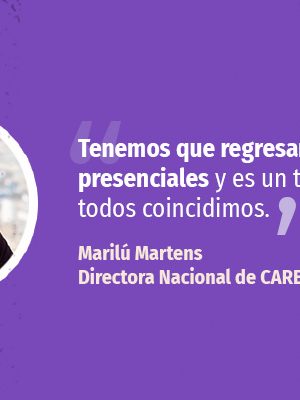 Tenemos que regresar
presenciales y es un t
todos coincidimos.
Marilú Martens
Directora Nacional de CARE